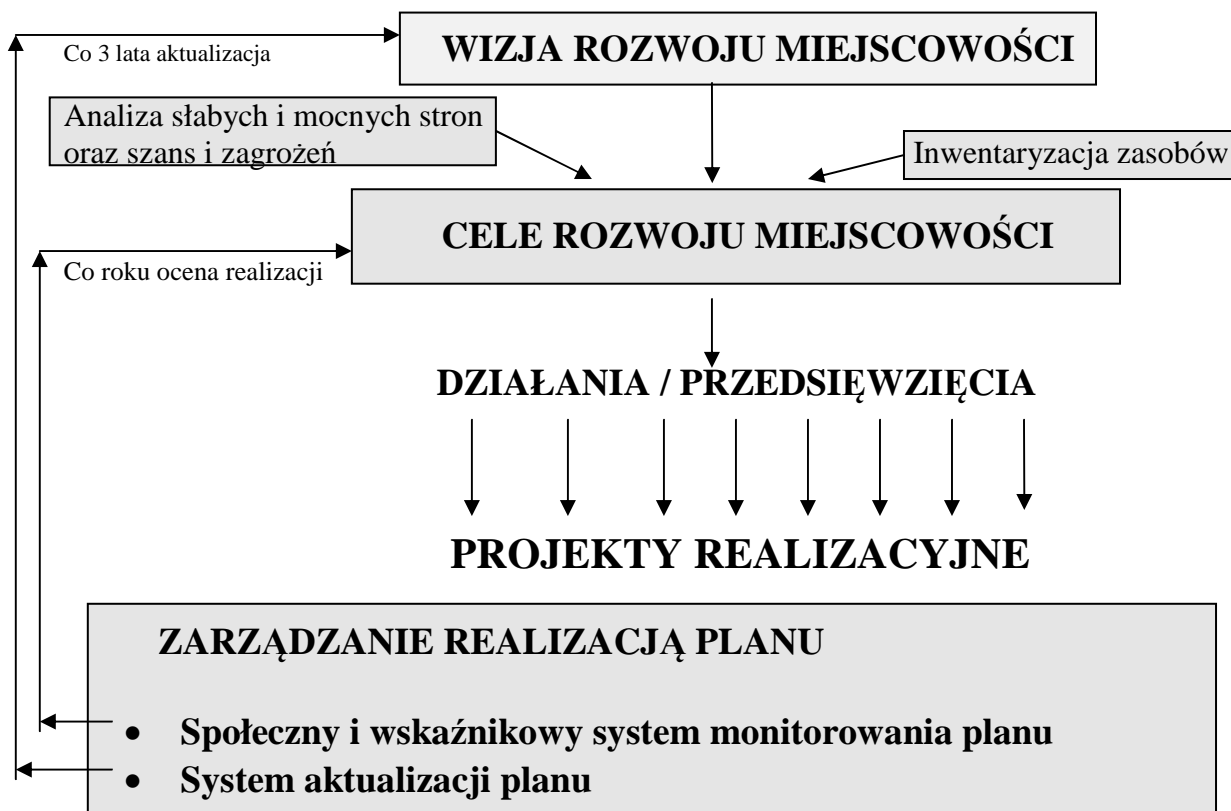 WIZJA ROZWOJU MIEJSCOWOŚCI
Co 3 lata aktualizacja
Analiza słabych i mocnych stron
oraz szans i zagrożeń
Inwentaryzacja zasobów
CELE ROZWOJU MIEJSCOWOŚCI
Co roku ocena realizacji
DZIAŁANIA / PRZEDSIĘWZIĘCIA
PROJEKTY REALIZACYJNE
ZARZĄDZANIE REALIZACJĄ PLANU
• Społeczny i wskaźnikowy system monitorowania planu
• System aktualizacji planu